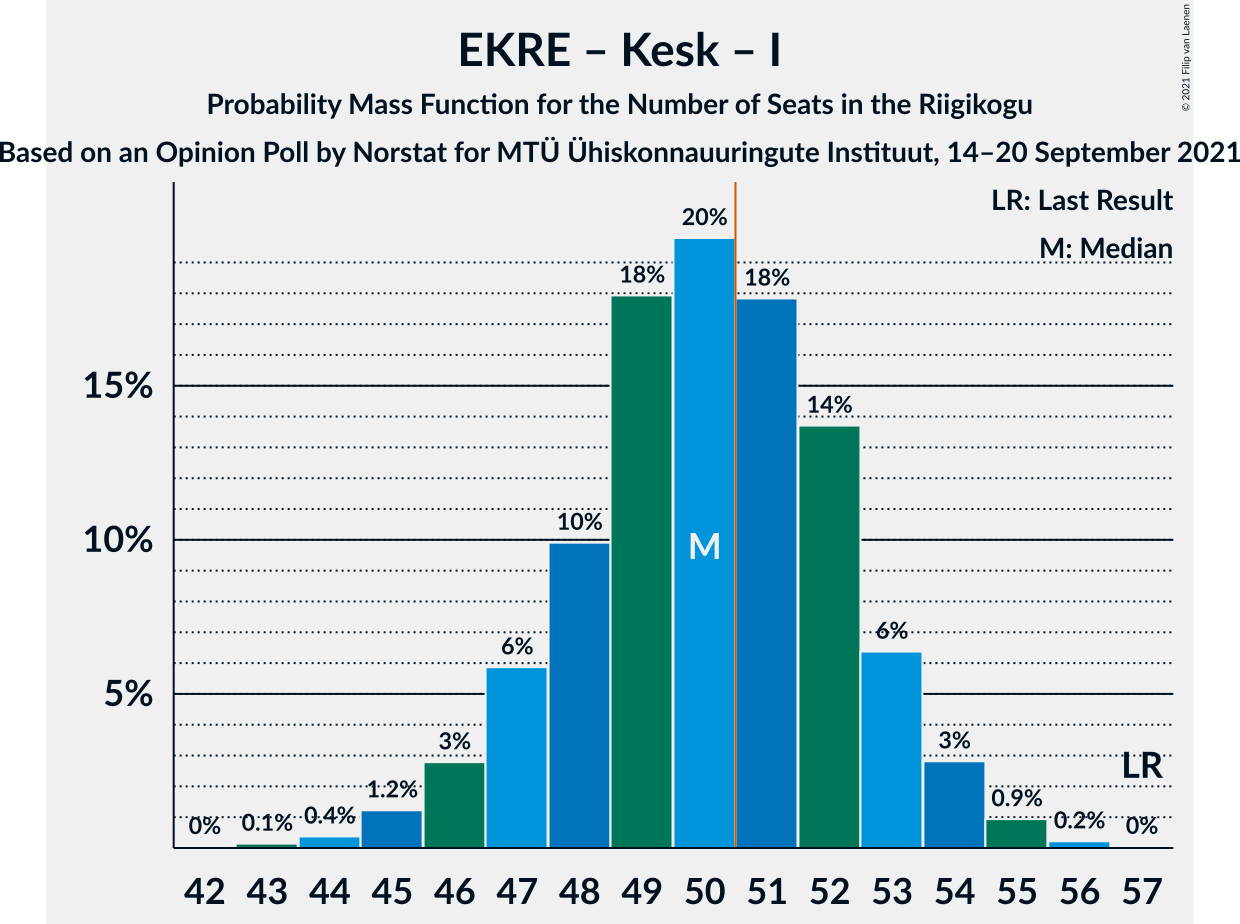 EKRE – Kesk – I
Probability Mass Function for the Number of Seats in the Riigikogu
Based on an Opinion Poll by Norstat for MTÜ Ühiskonnauuringute Instituut, 14–20 September 2021
© 2021 Filip van Laenen
LR: Last Result
M: Median
15%
10%
5%
0%
0.1%
0.4%
1.2%
3%
6%
10%
18%
20%
18%
14%
6%
3%
0.9%
0.2%
0%
M
LR
42 43 44 45 46 47 48 49 50 51 52 53 54 55 56 57